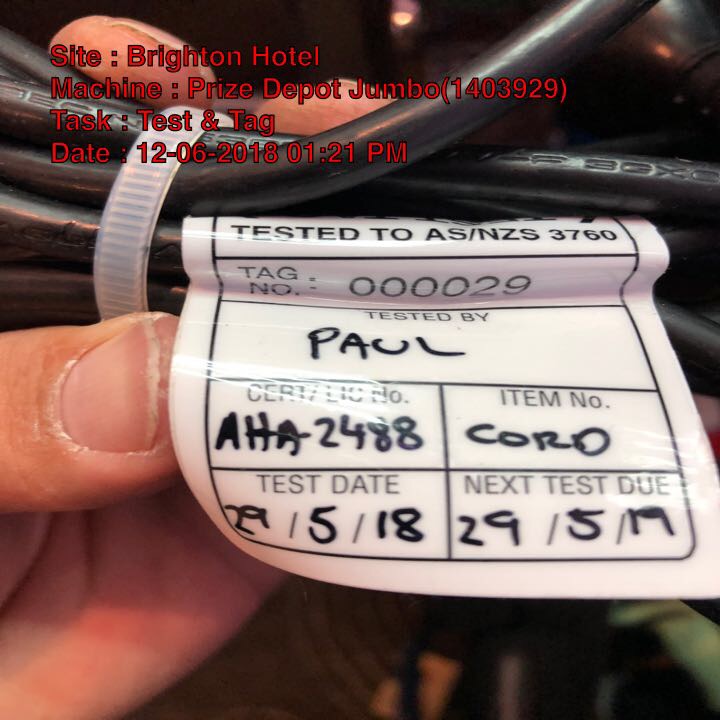 Site : Brighton Hotel
Machine : Prize Depot Jumbo(1403929)
Task : Test & Tag
Date : 12-06-2018 01:21 PM
TESTED TO AS/NZS 3760
TAG NO. : 000029
TESTED BY
PAUL
CERT/ LIC No.
ITEM No.
AHA-2488
CORD
TEST DATE
NEXT TEST DUE
29/5/18
29/5/19